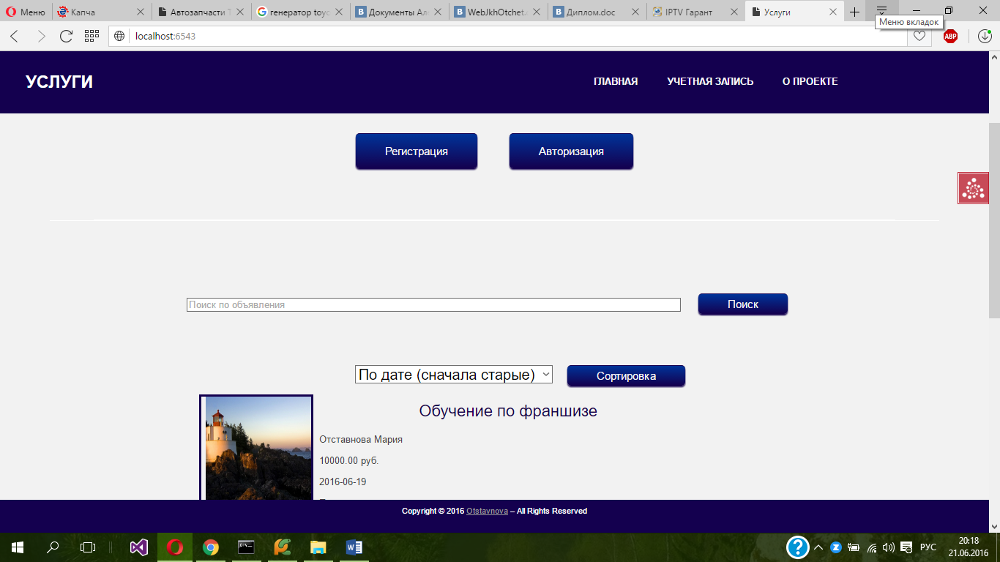 Меню Капча Автозапчасти Т генератор toyc Документы Ал WebJkhOtchet. Диплом.doc IPTV Гарант Услуги
Меню вкладок
localhost:6543 ABP
УСЛУГИ ГЛАВНАЯ УЧЕТНАЯ ЗАПИСЬ О ПРОЕКТЕ
Регистрация Авторизация
Поиск по объявления Поиск
По дате (сначала старые) Сортировка
Обучение по франшизе
Отставнова Мария
10000.00 руб.
2016-06-19
Copyright © 2016 Otstavnova – All Rights Reserved
РУС 20:18
21.06.2016